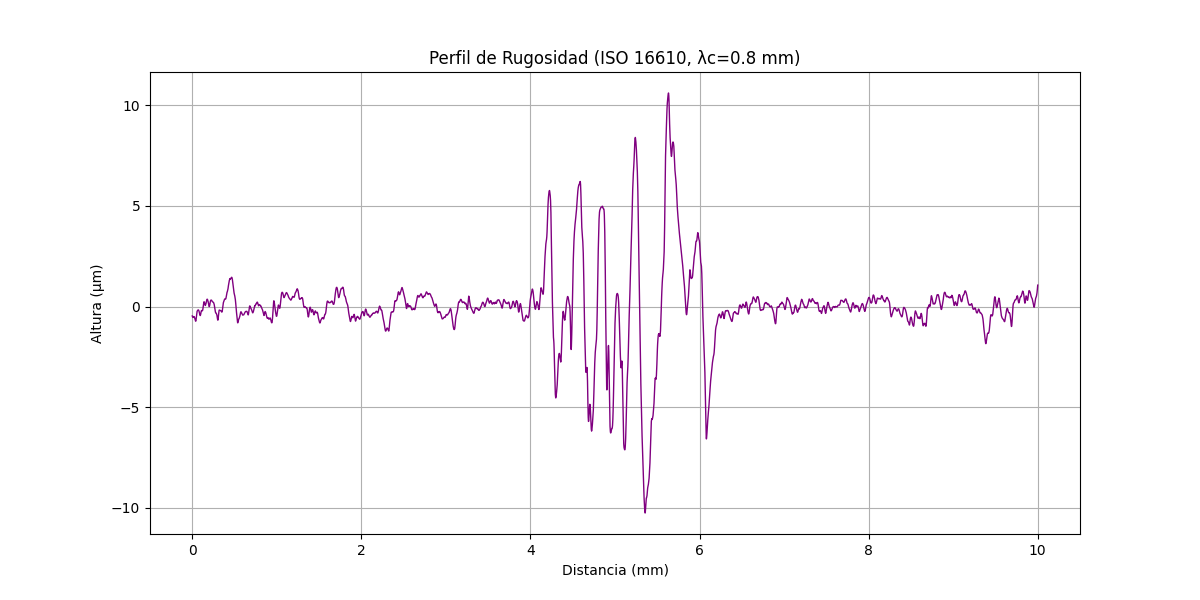 Perfil de Rugosidad (ISO 16610, λc=0.8 mm)
10
5
0
−5
−10
Altura (µm)
0 2 4 6 8 10
Distancia (mm)